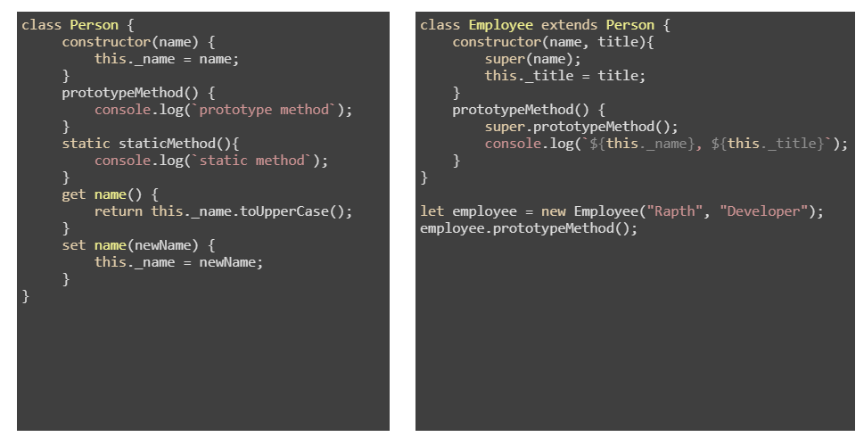 class Person {
constructor(name) {
this._name = name;
}
prototypeMethod() {
console.log(`prototype method`);
}
static staticMethod(){
console.log(`static method`);
}
get name() {
return this._name.toUpperCase();
}
set name(newName) {
this._name = newName;
}
}
class Employee extends Person {
constructor(name, title){
super(name);
this._title = title;
}
prototypeMethod() {
super.prototypeMethod();
console.log(`${this._name}, ${this._title}`);
}
}
let employee = new Employee("Rapth", "Developer");
employee.prototypeMethod();